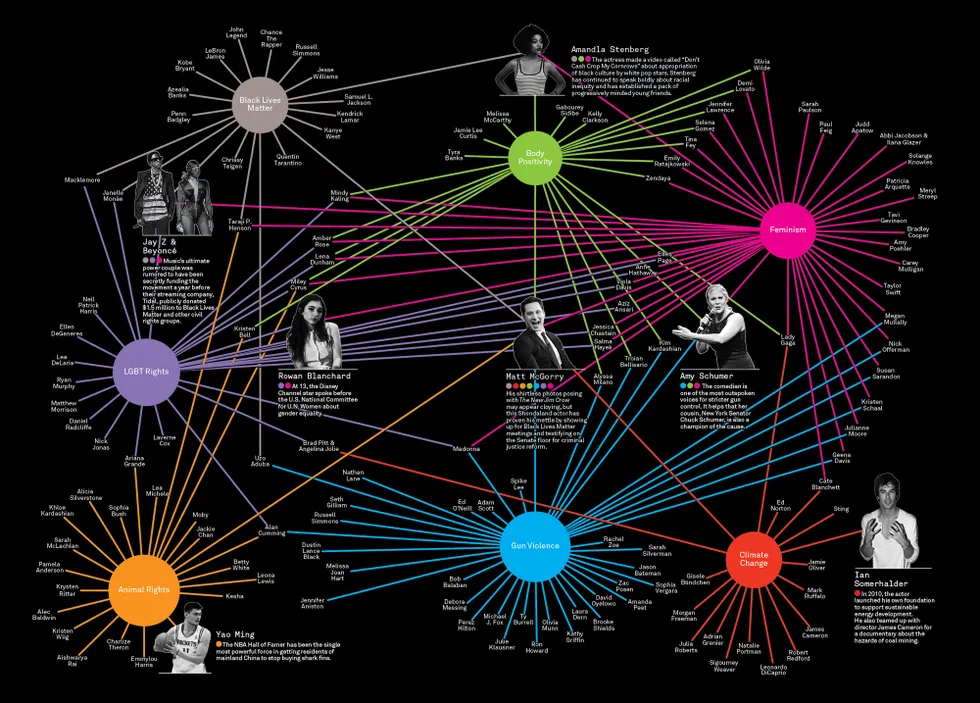 John
Legend
Chance
The
Rapper
Russell
Simmons
LeBron
James
Kobe
Bryant
Jesse
Williams
Azealia
Banks
Black Lives
Matter
Samuel L.
Jackson
Penn
Badgley
Kendrick
Lamar
Kanye
West
Chrissy
Teigen
Quentin
Tarantino
Amandla Stenberg
The actress made a video called "Don't
Cash Crop My Cornrows" about appropriation
of black culture by white pop stars. Stenberg
has continued to speak boldly about racial
inequity and has established a pack of
progressively minded young friends.
Olivia
Wilde
Demi
Lovato
Jennifer
Lawrence
Selena
Gomez
Tina
Fey
Emily
Ratajkowski
Zendaya
Melissa
McCarthy
Gabourey
Sidibe
Kelly
Clarkson
Jamie Lee
Curtis
Tyra
Banks
Body
Positivity
Sarah
Paulson
Paul
Feig
Judd
Apatow
Abbi Jacobson &
Ilana Glazer
Solange
Knowles
Patricia
Arquette
Meryl
Streep
Tavi
Gevinson
Bradley
Cooper
Amy
Poehler
Carey
Mulligan
Taylor
Swift
Feminism
Megan
Mullally
Nick
Offerman
Susan
Sarandon
Kristen
Schaal
Julianne
Moore
Geena
Davis
Macklemore
Janelle
Monáe
Mindy
Kaling
Taraji P.
Henson
Amber
Rose
Lena
Dunham
Miley
Cyrus
Kristen
Bell
Jay Z &
Beyoncé
Music's ultimate
power couple was
rumored to have been
secretly funding the
movement a year before
their streaming company,
Tidal, publicly donated
$1.5 million to Black Lives
Matter and other civil
rights groups.
Ellen
Page
Anne
Hathaway
Viola
Davis
Aziz
Ansari
Jessica
Chastain
Salma
Hayek
Troian
Bellisario
Kim
Kardashian
Alyssa
Milano
Lady
Gaga
Neil
Patrick
Harris
Ellen
DeGeneres
Lea
DeLaria
Ryan
Murphy
Matthew
Morrison
Daniel
Radcliffe
Nick
Jonas
Laverne
Cox
Ariana
Grande
LGBT Rights
Rowan Blanchard
At 13, the Disney
Channel star spoke before
the U.S. National Committee
for U.N. Women about
gender equality.
Matt McGorry
His shirtless photos posing
with The New Jim Crow
may appear cloying, but
this Shondaland actor has
proven his mettle by showing
up for Black Lives Matter
meetings and testifying on
the Senate floor for criminal
justice reform.
Amy Schumer
The comedian is
one of the most outspoken
voices for stricter gun
control. It helps that her
cousin, New York Senator
Chuck Schumer, is also a
champion of the cause.
Brad Pitt &
Angelina Jolie
Uzo
Aduba
Madonna
Nathan
Lane
Seth
Gilliam
Russell
Simmons
Alan
Cumming
Dustin
Lance
Black
Melissa
Joan
Hart
Jennifer
Aniston
Spike
Lee
Ed
O'Neill
Adam
Scott
Gun Violence
Rachel
Zoe
Sarah
Silverman
Jason
Bateman
Sophia
Vergara
Zac
Posen
Amanda
Peet
David
Oyelowo
Brooke
Shields
Laura
Dern
Kathy
Griffin
Olivia
Munn
Ron
Howard
Ty
Burrell
Julie
Klausner
Michael
J. Fox
Perez
Hilton
Debora
Messing
Bob
Balaban
Lea
Michele
Alicia
Silverstone
Sophia
Bush
Khloe
Kardashian
Moby
Jackie
Chan
Sarah
McLachlan
Betty
White
Leona
Lewis
Pamela
Anderson
Krysten
Ritter
Kesha
Alec
Baldwin
Kristen
Wiig
Aishwaiya
Rai
Charlize
Theron
Emmylou
Harris
Animal Rights
Yao Ming
The NBA Hall of Famer has been the single
most powerful force in getting residents of
mainland China to stop buying shark fins.
Cate
Blanchett
Ed
Norton
Sting
Jamie
Oliver
Mark
Ruffalo
James
Cameron
Robert
Redford
Leonardo
DiCaprio
Natalie
Portman
Sigourney
Weaver
Adrian
Grenier
Julia
Roberts
Morgan
Freeman
Gisele
Bündchen
Climate
Change
Ian
Somerhalder
In 2010, the actor
launched his own foundation
to support sustainable
energy development.
He also teamed up with
director James Cameron for
a documentary about the
hazards of coal mining.